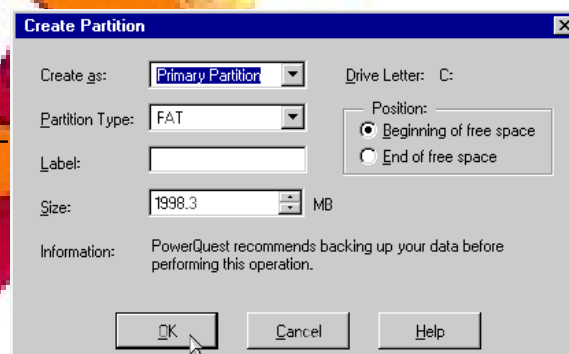 Create Partition
Create as: Primary Partition Drive Letter: C:
Partition Type: FAT
Position:
Beginning of free space
End of free space
Label:
Size: 1998.3 MB
Information: PowerQuest recommends backing up your data before
performing this operation.
OK Cancel Help